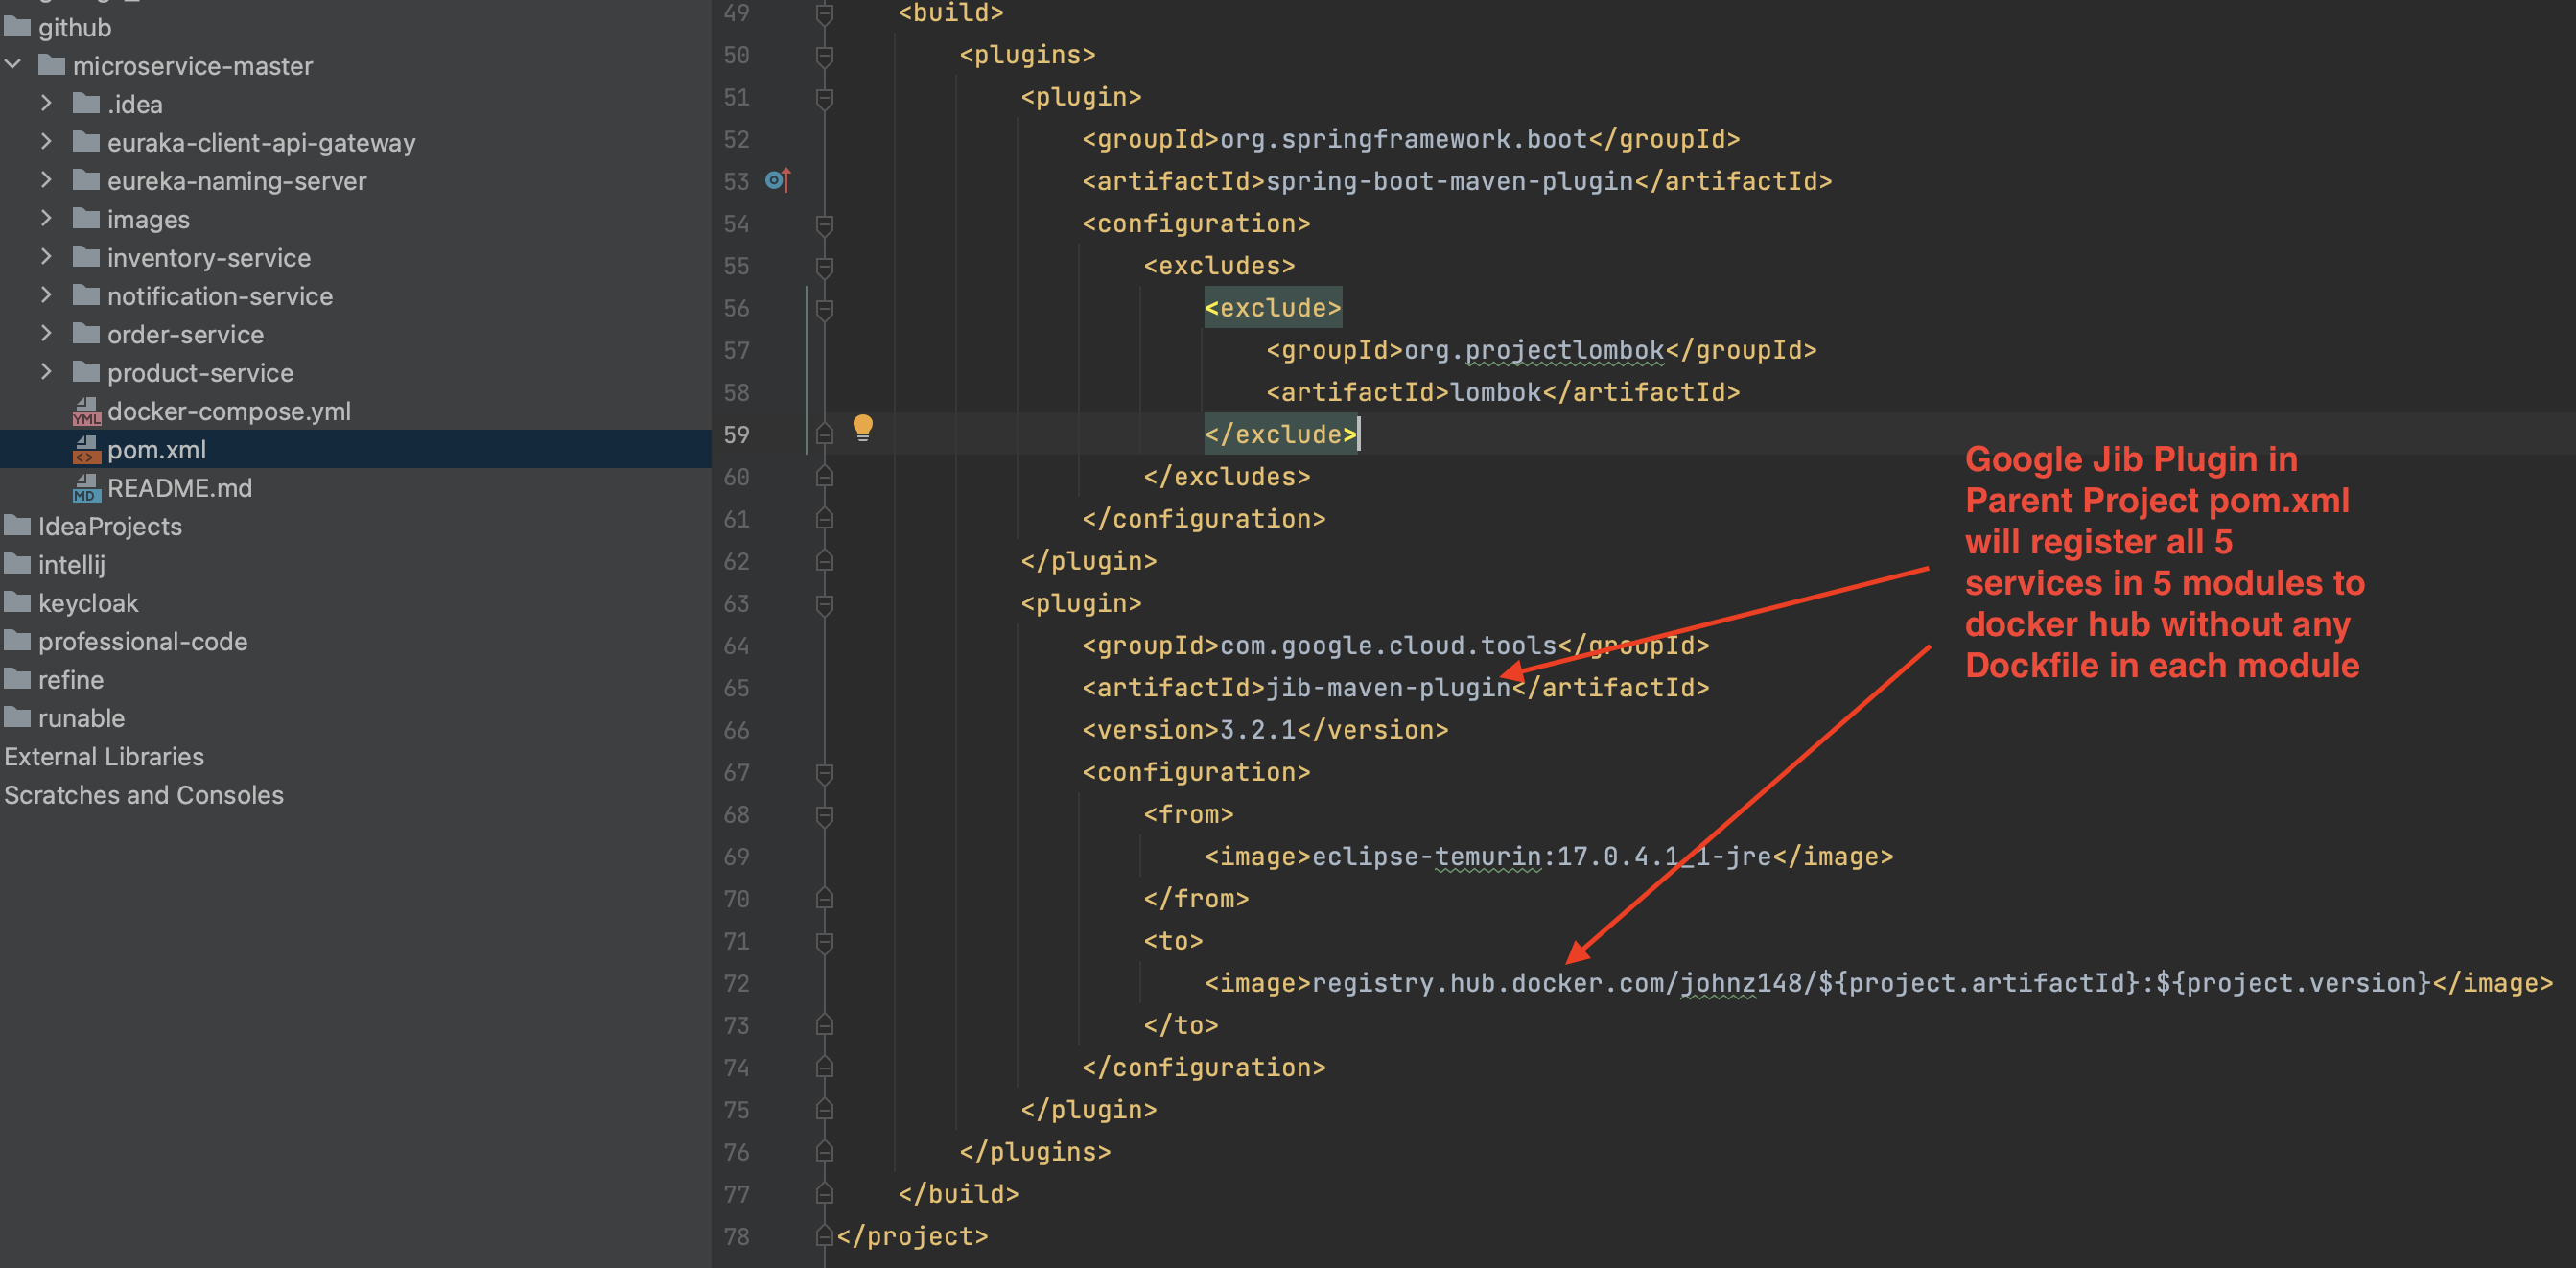 github
microservice-master
.idea
euraka-client-api-gateway
eureka-naming-server
images
inventory-service
notification-service
order-service
product-service
YML docker-compose.yml
<> pom.xml
MD README.md
IdeaProjects
intellij
keycloak
professional-code
refine
runable
External Libraries
Scratches and Consoles
49 <build>
50 <plugins>
51 <plugin>
52 <groupId>org.springframework.boot</groupId>
53 <artifactId>spring-boot-maven-plugin</artifactId>
54 <configuration>
55 <excludes>
56 <exclude>
57 <groupId>org.projectlombok</groupId>
58 <artifactId>lombok</artifactId>
59 </exclude>
60 </excludes>
61 </configuration>
62 </plugin>
63 <plugin>
64 <groupId>com.google.cloud.tools</groupId>
65 <artifactId>jib-maven-plugin</artifactId>
66 <version>3.2.1</version>
67 <configuration>
68 <from>
69 <image>eclipse-temurin:17.0.4.1_1-jre</image>
70 </from>
71 <to>
72 <image>registry.hub.docker.com/johnz148/${project.artifactId}:${project.version}</image>
73 </to>
74 </configuration>
75 </plugin>
76 </plugins>
77 </build>
78 </project>
Google Jib Plugin in
Parent Project pom.xml
will register all 5
services in 5 modules to
docker hub without any
Dockfile in each module